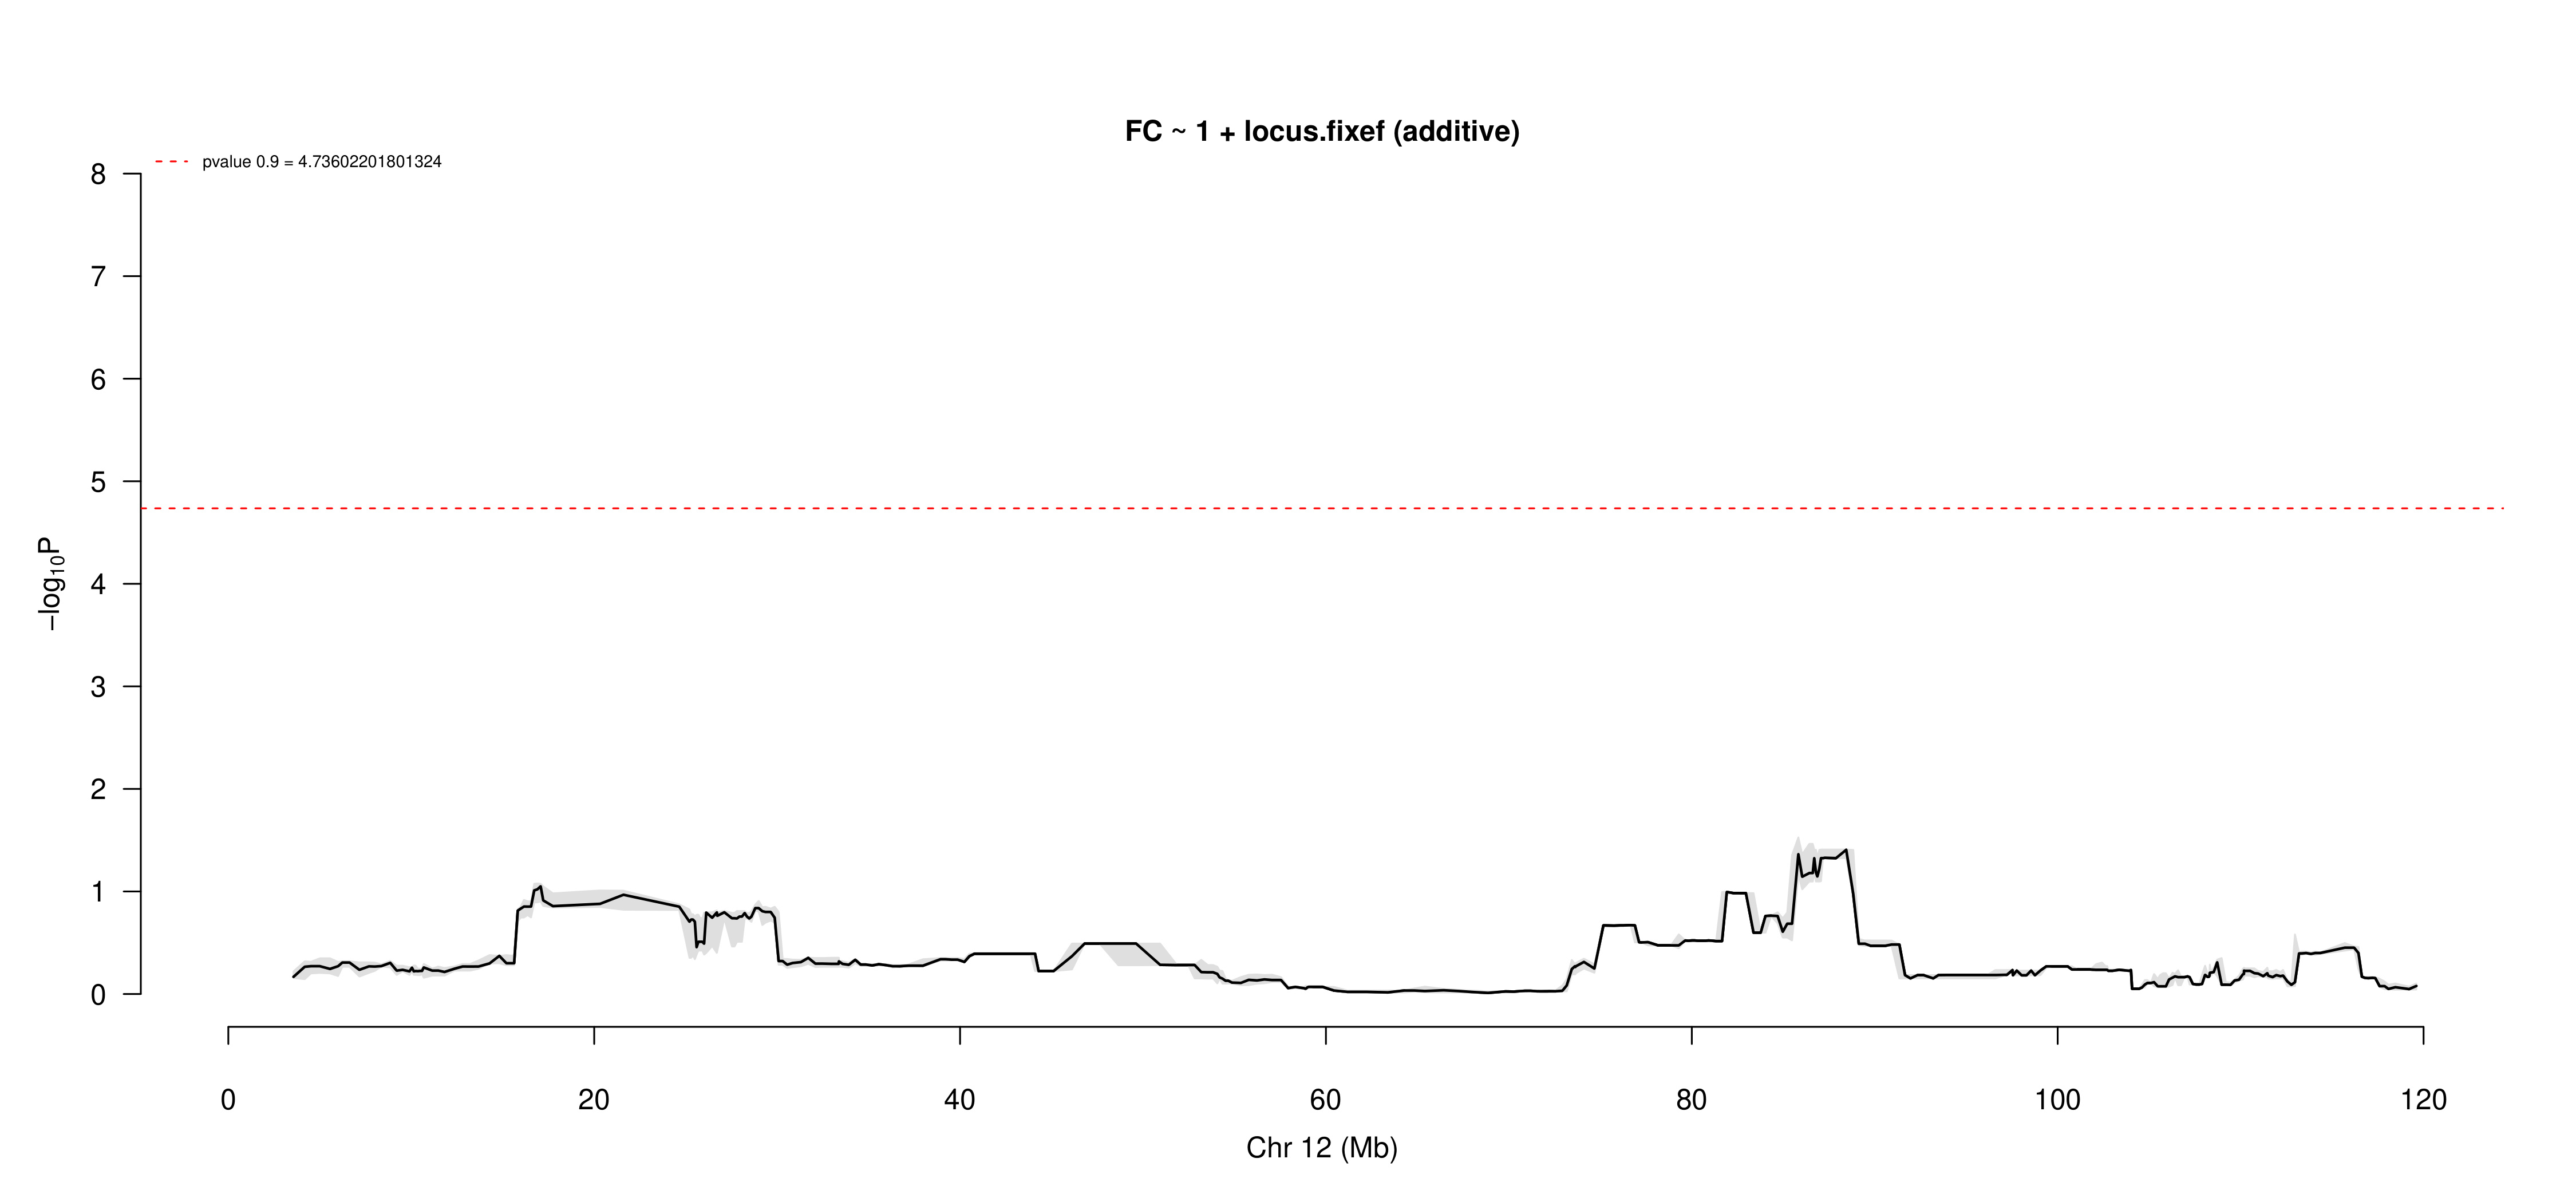 FC ~ 1 + locus.fixef (additive)
pvalue 0.9 = 4.73602201801324
8
7
6
5
4
3
2
1
0
−log10P
0 20 40 60 80 100 120
Chr 12 (Mb)